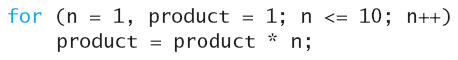 for (n = 1, product = 1; n <= 10; n++)
    product = product * n;